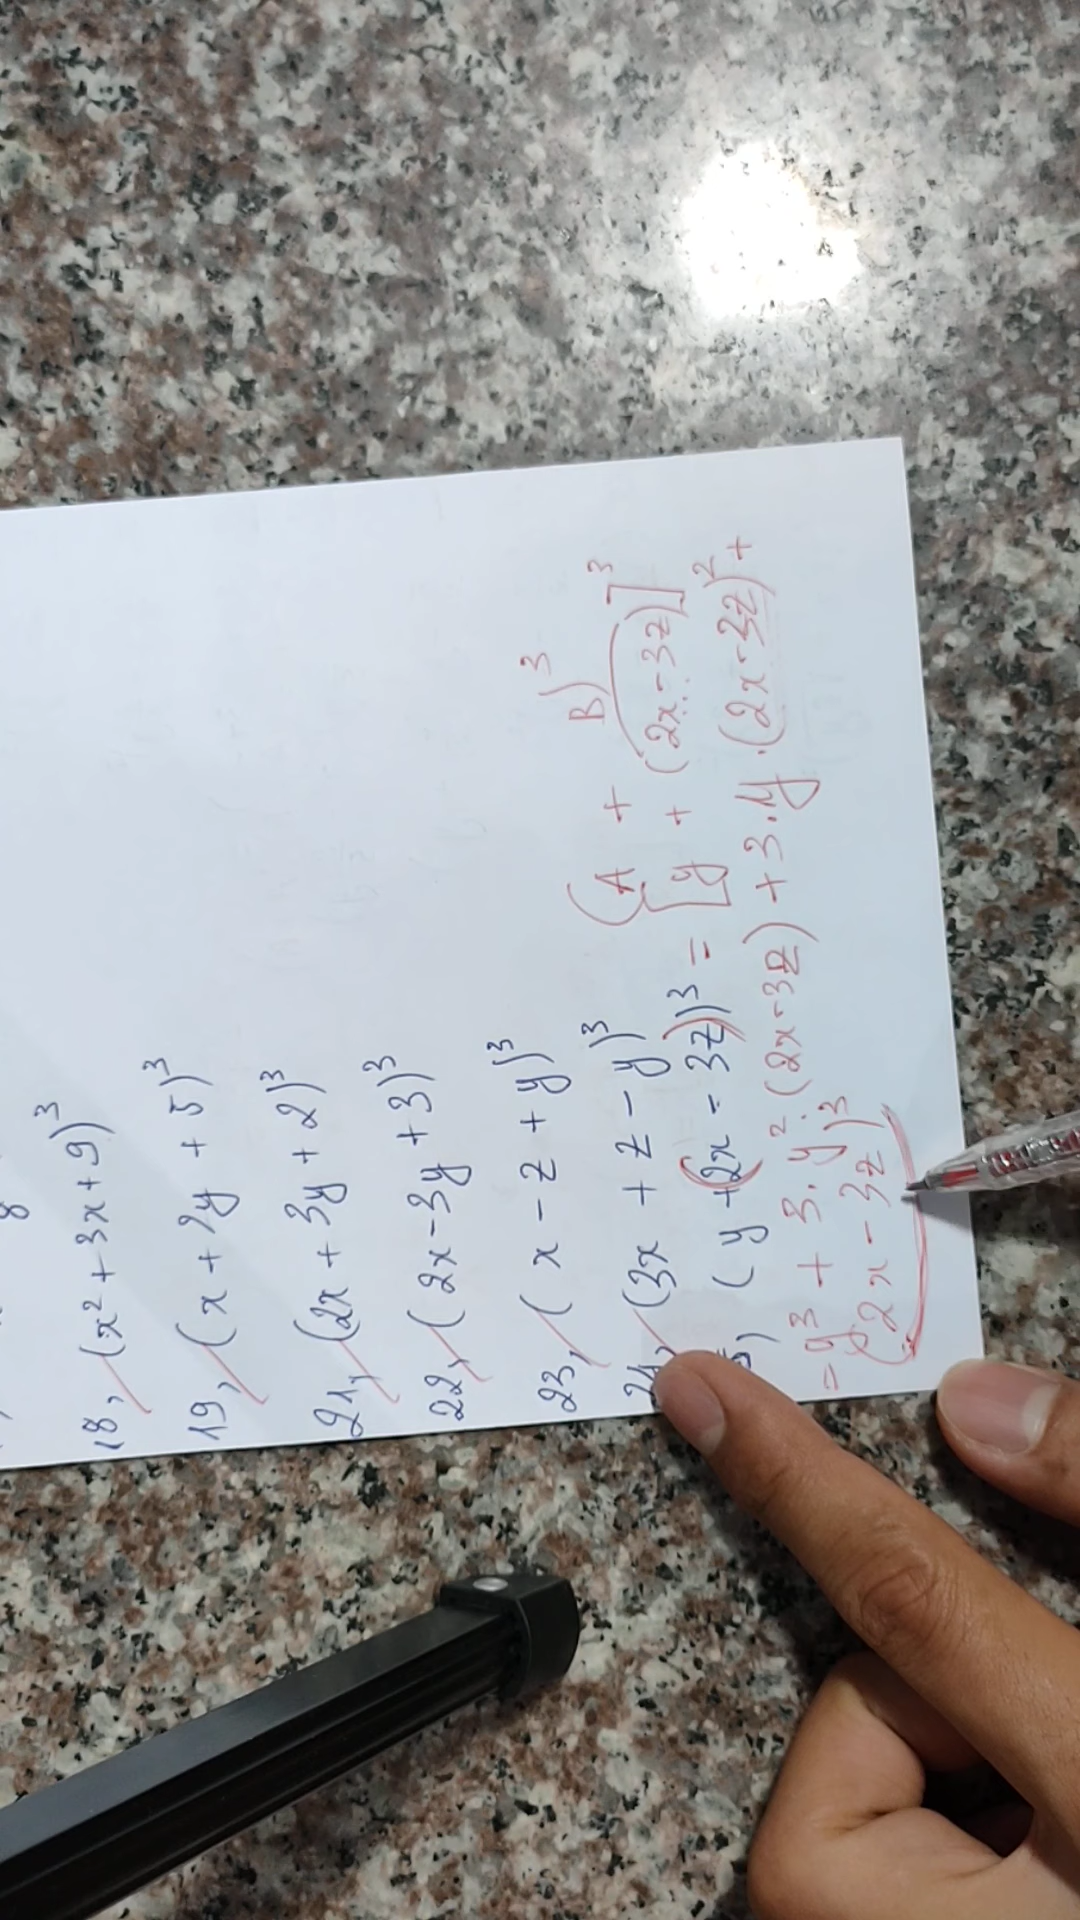 8
18, (x² + 3x + 9)³
19, (x + 2y + 5)³
21, (2x + 3y + 2)³
22, (2x - 3y + 3)³
23, (x - z + y)³
24, (3x + z - y)³
(A + B)³
5, (y + (2x - 3z))³ = [y + (2x - 3z)]³
= y³ + 3.y².(2x - 3z) + 3.y.(2x - 3z)² +
(2x - 3z)³